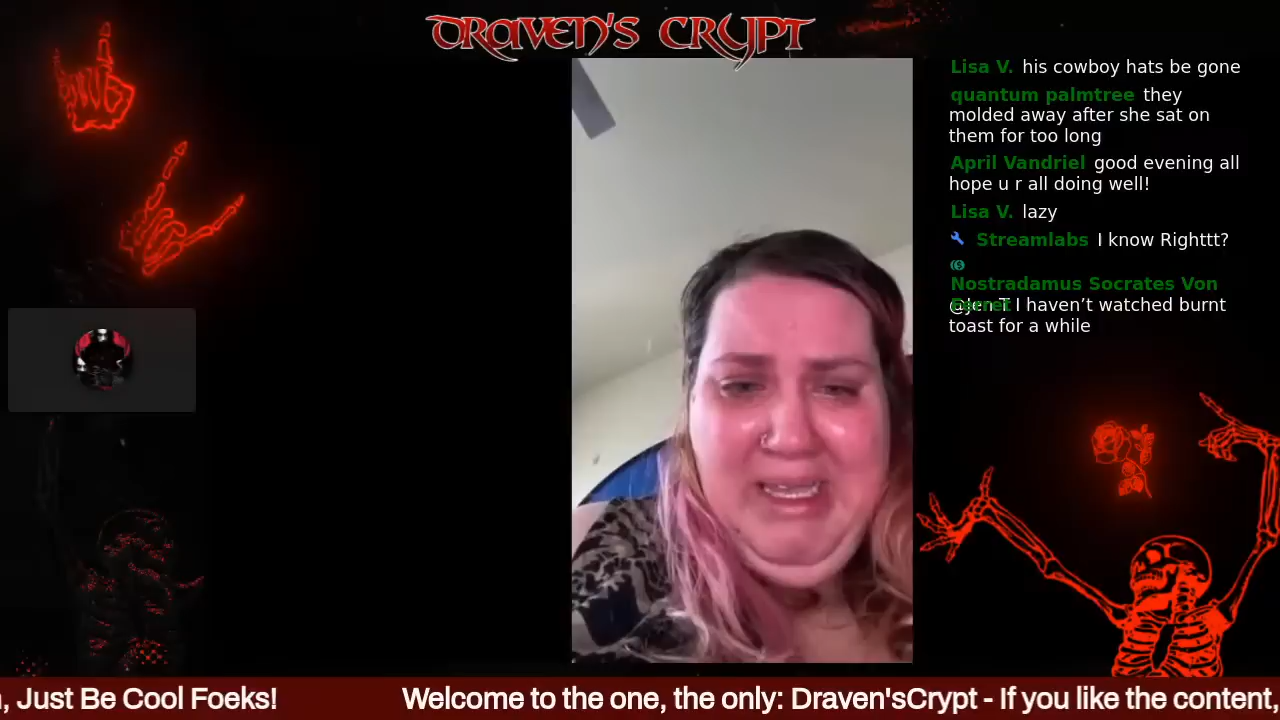 DRAVEN'S CRYPT
Lisa V. his cowboy hats be gone
quantum palmtree they
molded away after she sat on
them for too long
April Vandriel good evening all
hope u r all doing well!
Lisa V. lazy
Streamlabs I know Righttt?
Nostradamus Socrates Von
Ferret
@Jen T I haven’t watched burnt
toast for a while
, Just Be Cool Foeks!
Welcome to the one, the only: Draven'sCrypt - If you like the content,